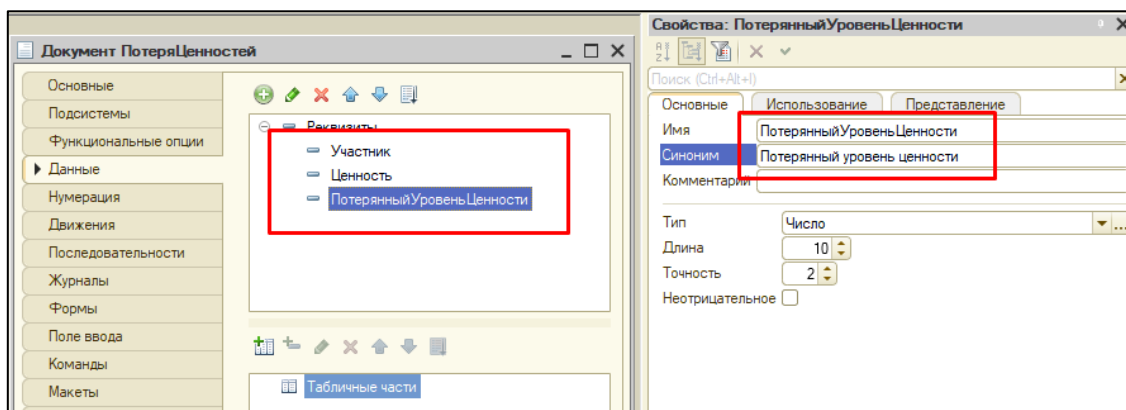 Документ ПотеряЦенностей
Основные
Подсистемы
Функциональные опции
Данные
Нумерация
Движения
Последовательности
Журналы
Формы
Поле ввода
Команды
Макеты
Реквизиты
Участник
Ценность
ПотерянныйУровеньЦенности
Табличные части
Свойства: ПотерянныйУровеньЦенности
Поиск (Ctrl+Alt+I)
Основные Использование Представление
Имя ПотерянныйУровеньЦенности
Синоним Потерянный уровень ценности
Комментарий
Тип Число
Длина 10
Точность 2
Неотрицательное